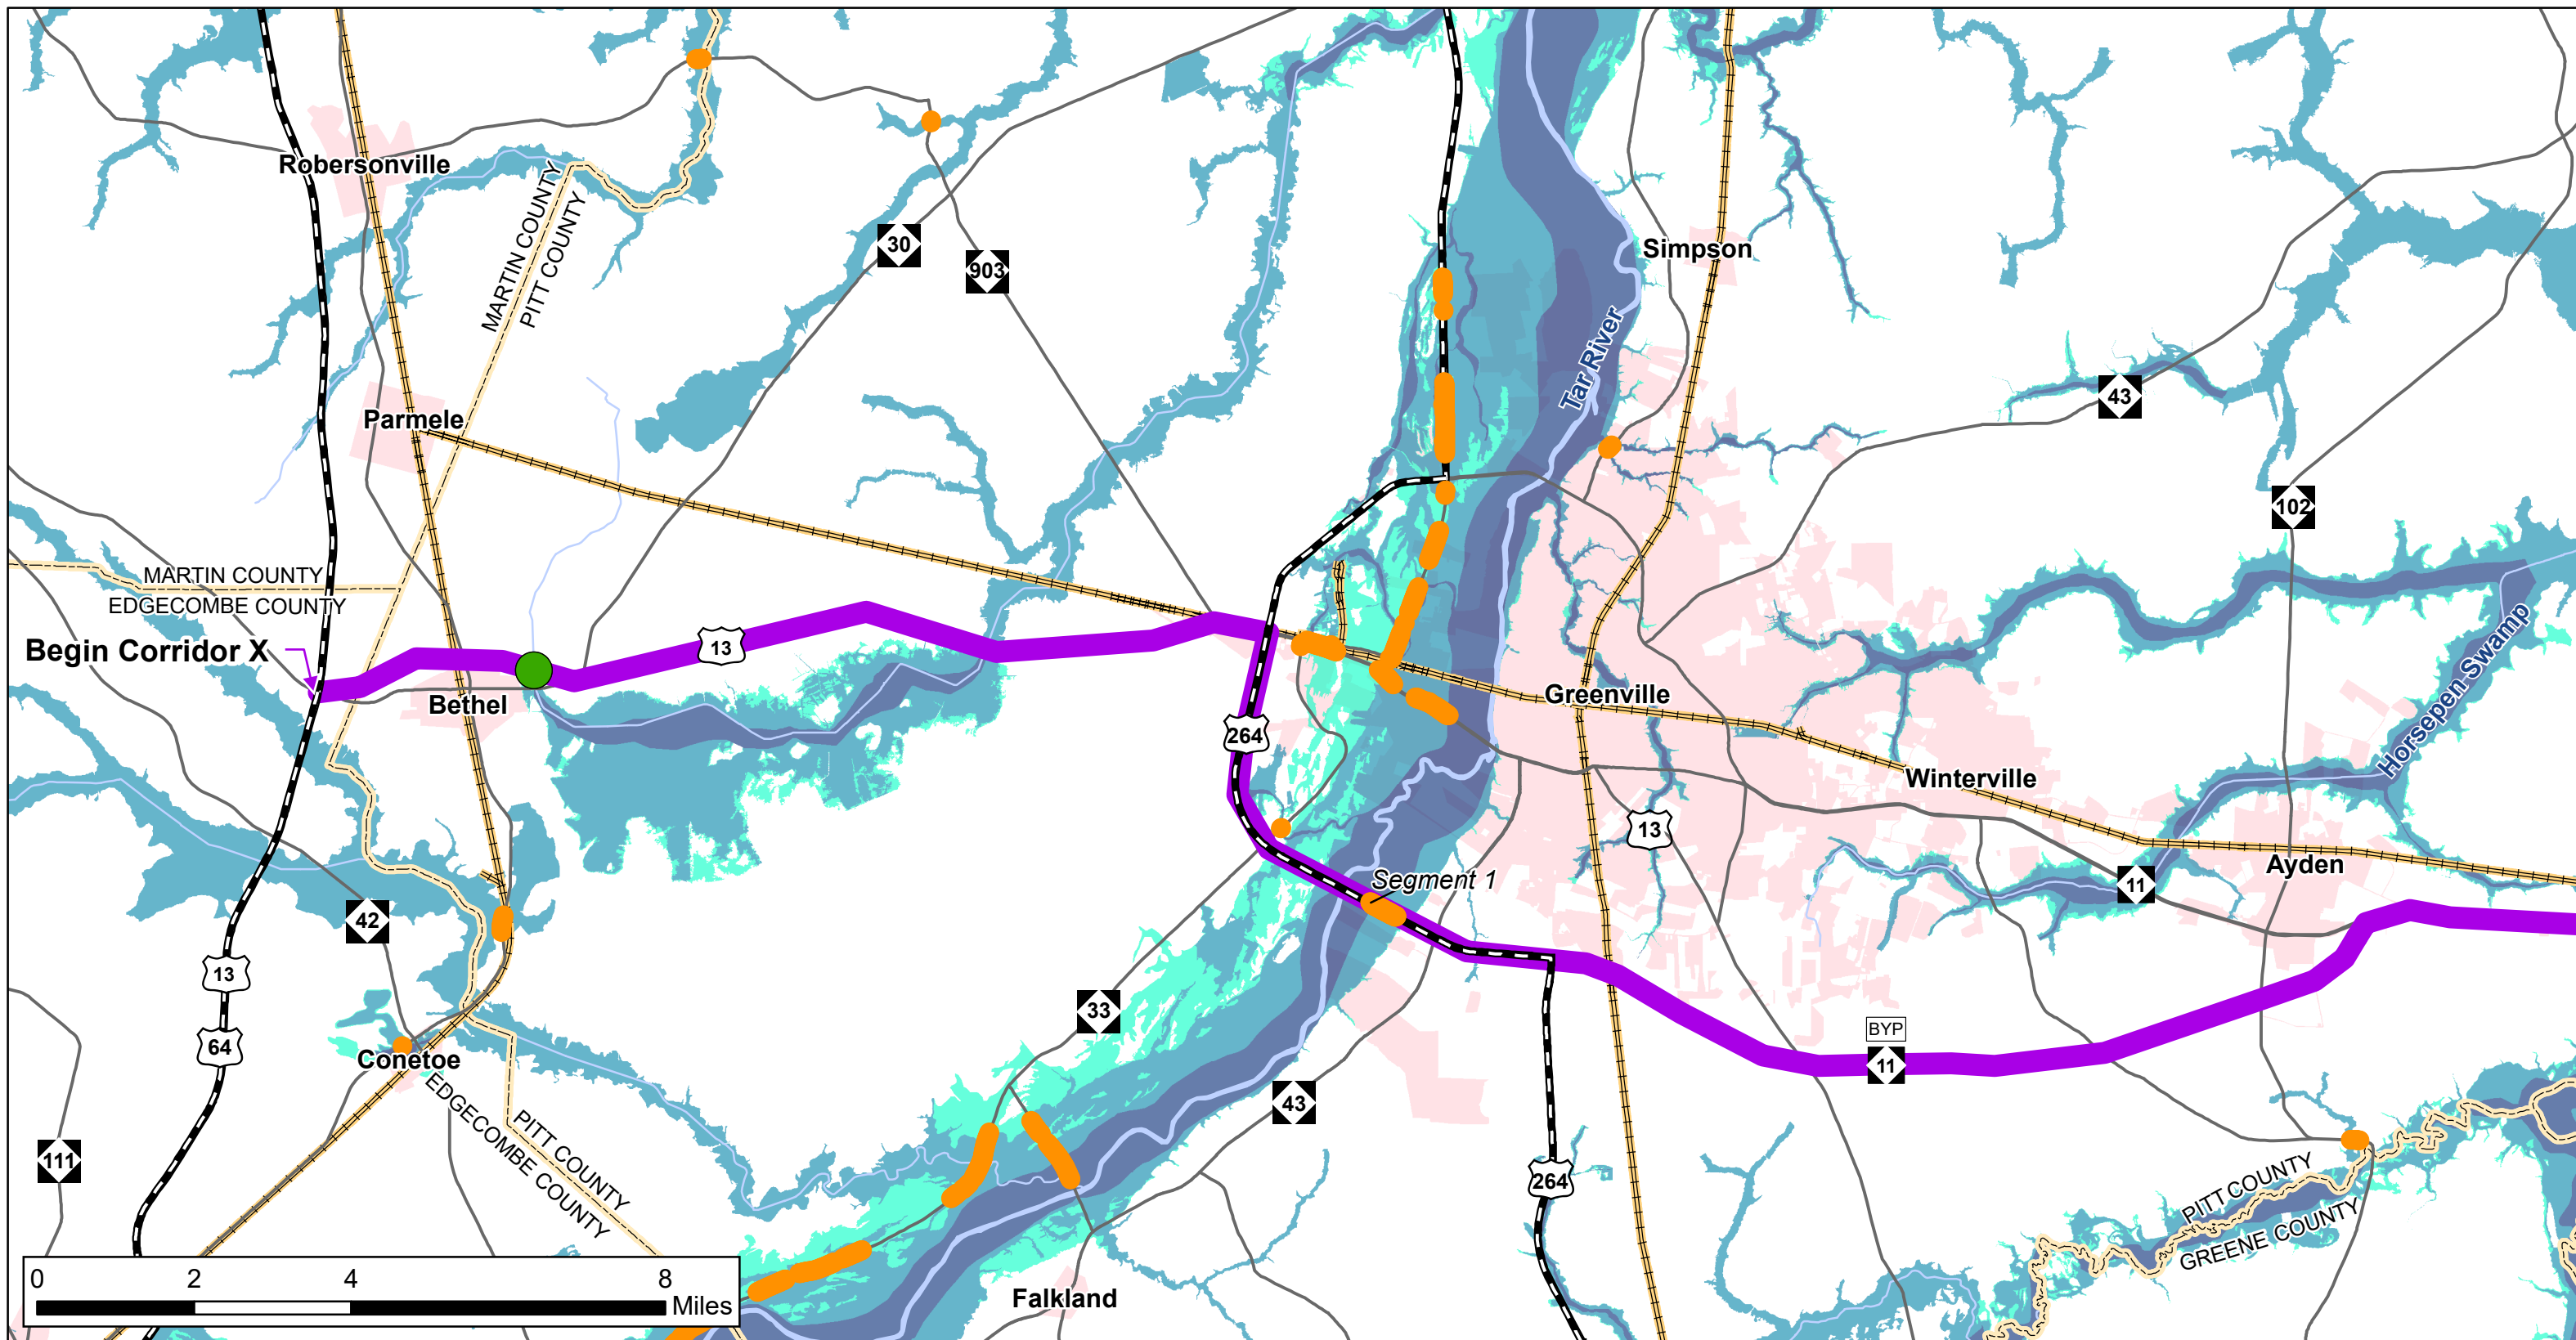 Robersonville
MARTIN COUNTY
PITT COUNTY
30
903
Simpson
Tar River
43
Parmele
102
MARTIN COUNTY
EDGECOMBE COUNTY
Begin Corridor X
13
Bethel
264
Greenville
Horsepen Swamp
Winterville
13
Ayden
11
Segment 1
42
13
64
33
BYP
11
Conetoe
EDGECOMBE COUNTY
PITT COUNTY
43
111
264
PITT COUNTY
GREENE COUNTY
Falkland
0 2 4 8
Miles